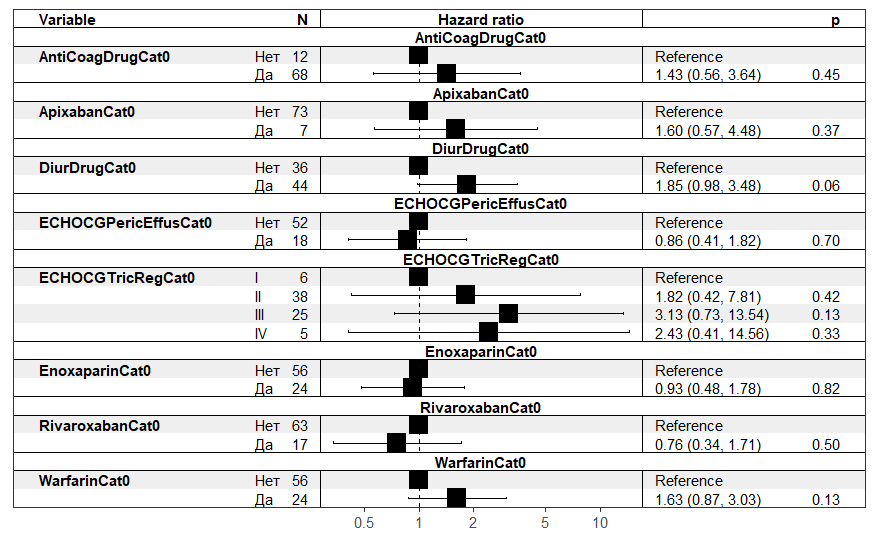 Variable N Hazard ratio p
AntiCoagDrugCat0
AntiCoagDrugCat0 Нет 12 Reference
Да 68 1.43 (0.56, 3.64) 0.45
ApixabanCat0
ApixabanCat0 Нет 73 Reference
Да 7 1.60 (0.57, 4.48) 0.37
DiurDrugCat0
DiurDrugCat0 Нет 36 Reference
Да 44 1.85 (0.98, 3.48) 0.06
ECHOCGPericEffusCat0
ECHOCGPericEffusCat0 Нет 52 Reference
Да 18 0.86 (0.41, 1.82) 0.70
ECHOCGTricRegCat0
ECHOCGTricRegCat0 I 6 Reference
II 38 1.82 (0.42, 7.81) 0.42
III 25 3.13 (0.73, 13.54) 0.13
IV 5 2.43 (0.41, 14.56) 0.33
EnoxaparinCat0
EnoxaparinCat0 Нет 56 Reference
Да 24 0.93 (0.48, 1.78) 0.82
RivaroxabanCat0
RivaroxabanCat0 Нет 63 Reference
Да 17 0.76 (0.34, 1.71) 0.50
WarfarinCat0
WarfarinCat0 Нет 56 Reference
Да 24 1.63 (0.87, 3.03) 0.13
0.5 1 2 5 10